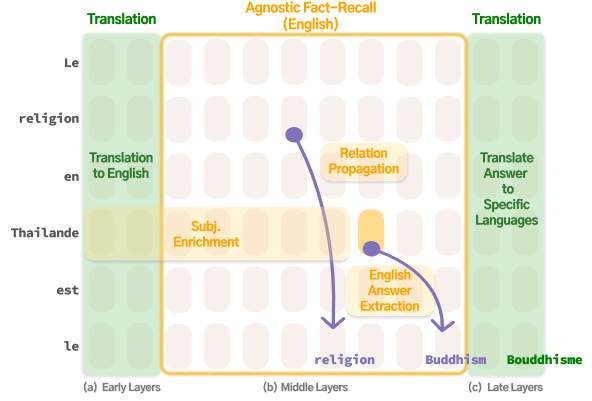 Agnostic Fact-Recall
(English)
Translation
Translation
Le
religion
en
Thailande
est
le
Translation
to English
Relation
Propagation
Translate
Answer
to
Specific
Languages
Subj.
Enrichment
English
Answer
Extraction
religion
Buddhism
Bouddhisme
(a) Early Layers
(b) Middle Layers
(c) Late Layers